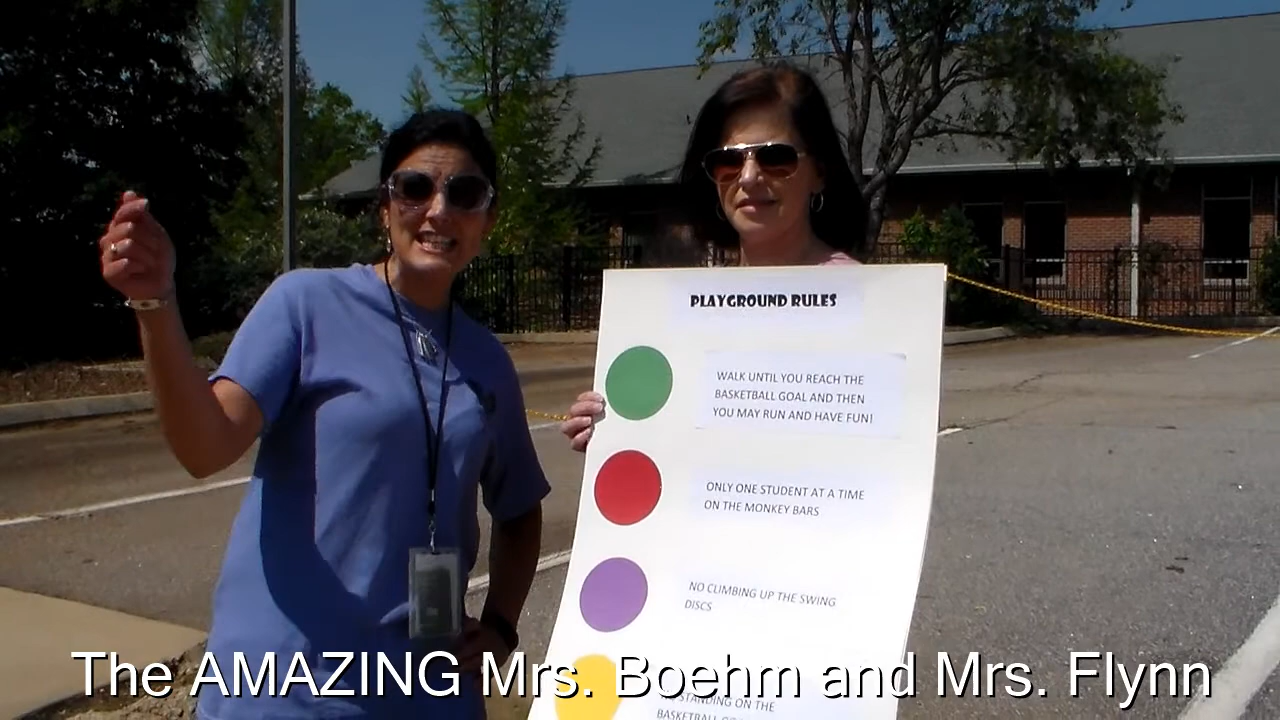 PLAYGROUND RULES
WALK UNTIL YOU REACH THE
BASKETBALL GOAL AND THEN
YOU MAY RUN AND HAVE FUN!
ONLY ONE STUDENT AT A TIME
ON THE MONKEY BARS
NO CLIMBING UP THE SWING
DISCS
STANDING ON THE
BASKETBALL
The AMAZING Mrs. Boehm and Mrs. Flynn